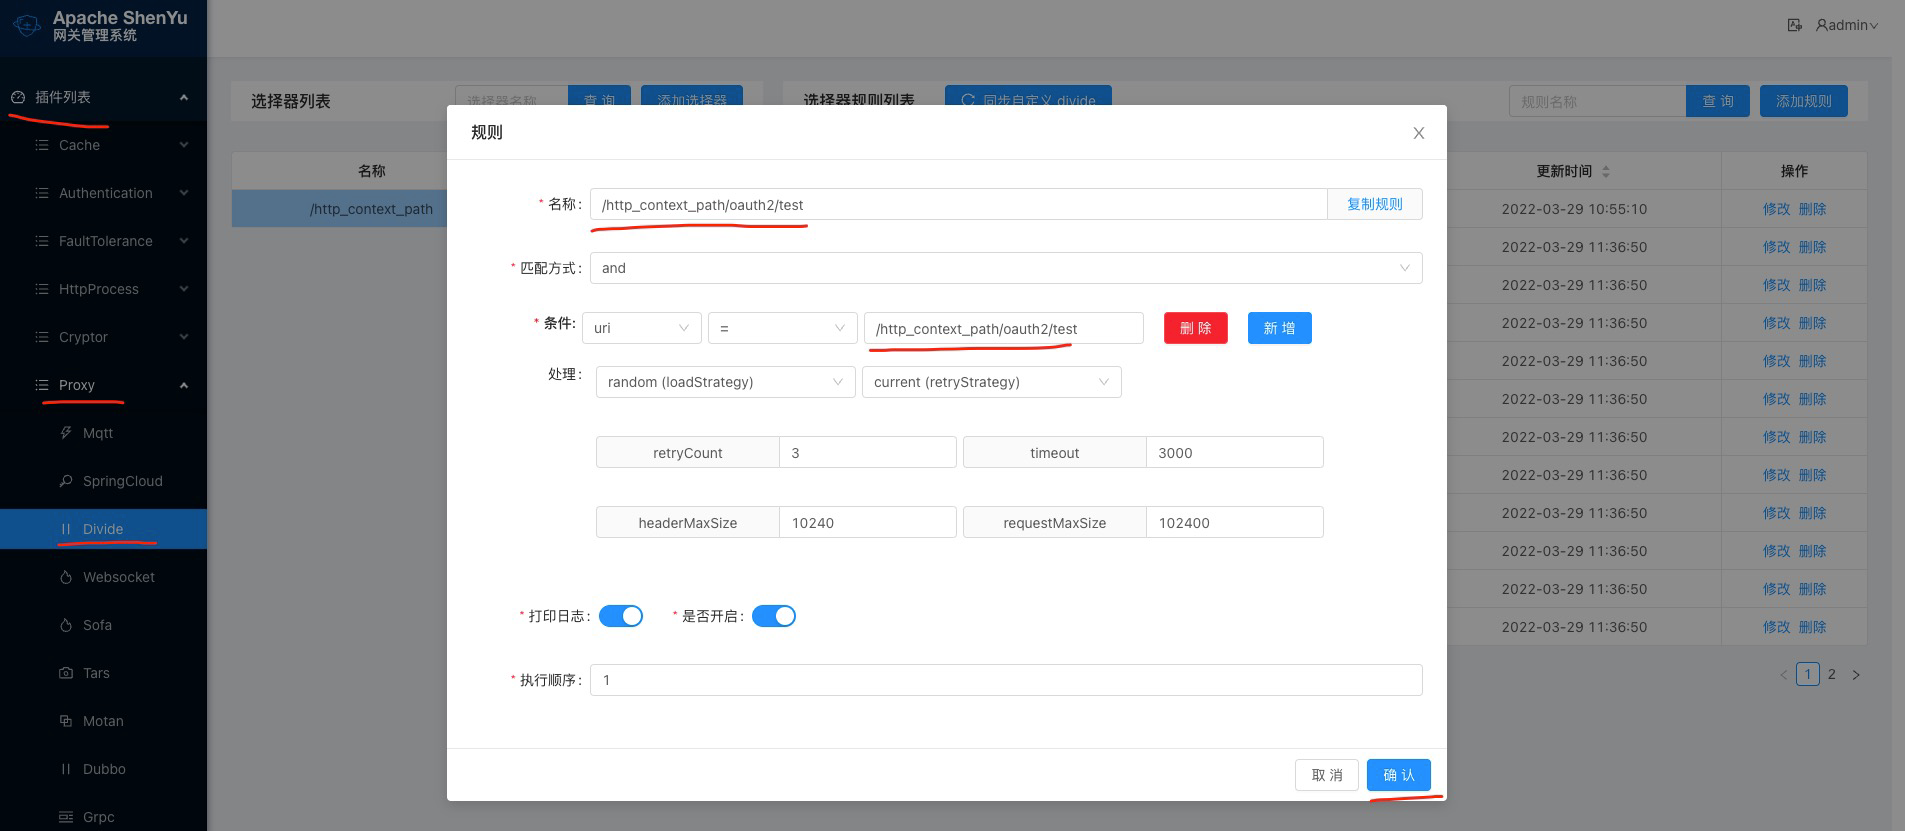 Apache ShenYu
网关管理系统
admin
插件列表
Cache
Authentication
FaultTolerance
HttpProcess
Cryptor
Proxy
Mqtt
SpringCloud
Divide
Websocket
Sofa
Tars
Motan
Dubbo
Grpc
选择器列表 选择器名称 查 询 添加选择器
名称
/http_context_path
选择器规则列表 同步自定义 divide 规则名称 查 询 添加规则
更新时间 操作
2022-03-29 10:55:10 修改 删除
2022-03-29 11:36:50 修改 删除
2022-03-29 11:36:50 修改 删除
2022-03-29 11:36:50 修改 删除
2022-03-29 11:36:50 修改 删除
2022-03-29 11:36:50 修改 删除
2022-03-29 11:36:50 修改 删除
2022-03-29 11:36:50 修改 删除
2022-03-29 11:36:50 修改 删除
2022-03-29 11:36:50 修改 删除
2022-03-29 11:36:50 修改 删除
2022-03-29 11:36:50 修改 删除
< 1 2 >
规则
* 名称: /http_context_path/oauth2/test 复制规则
* 匹配方式: and
* 条件: uri = /http_context_path/oauth2/test 删 除 新 增
处理: random (loadStrategy) current (retryStrategy)
retryCount 3 timeout 3000
headerMaxSize 10240 requestMaxSize 102400
* 打印日志: * 是否开启:
* 执行顺序: 1
取 消 确 认